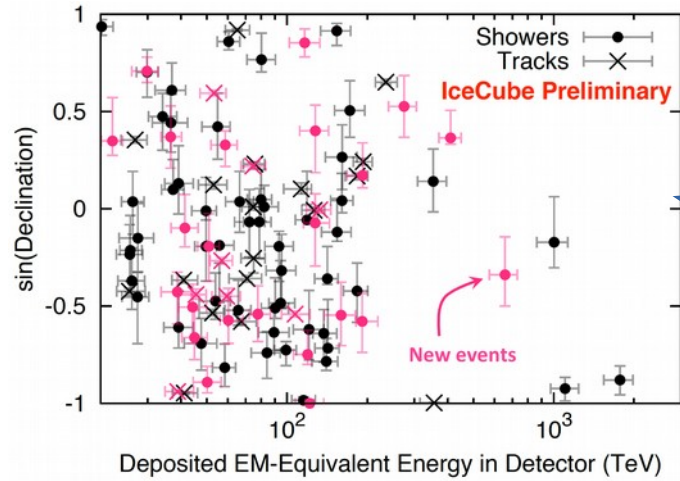 1
0.5
0
-0.5
-1
sin(Declination)
Showers
Tracks
IceCube Preliminary
New events
10²
10³
Deposited EM-Equivalent Energy in Detector (TeV)